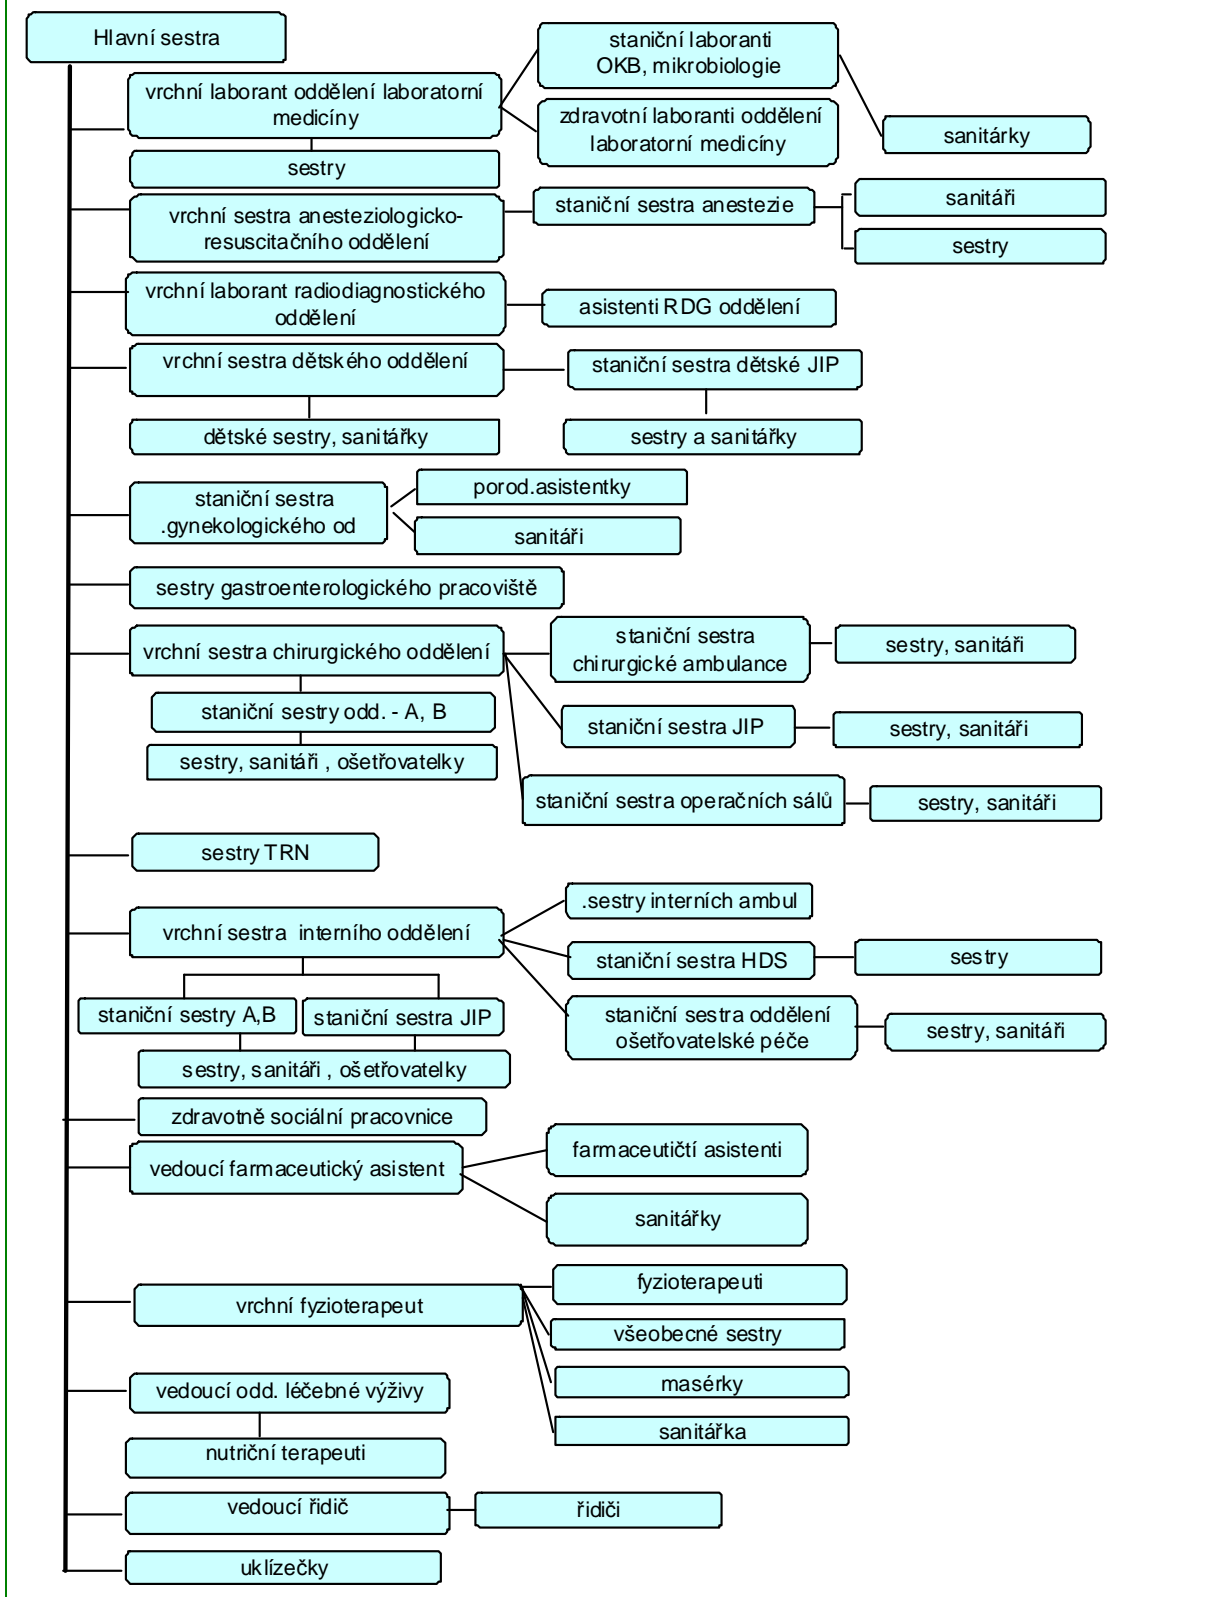 Hlavní sestra
staniční laboranti
OKB, mikrobiologie
vrchní laborant oddělení laboratorní
medicíny
zdravotní laboranti oddělení
laboratorní medicíny
sanitárky
sestry
vrchní sestra anesteziologicko-
resuscitačního oddělení
staniční sestra anestezie
sanitáři
sestry
vrchní laborant radiodiagnostického
oddělení
asistenti RDG oddělení
vrchní sestra dětského oddělení
staniční sestra dětské JIP
dětské sestry, sanitářky
sestry a sanitářky
staniční sestra
.gynekologického od
porod.asistentky
sanitáři
sestry gastroenterologického pracoviště
vrchní sestra chirurgického oddělení
staniční sestra
chirurgické ambulance
sestry, sanitáři
staniční sestry odd. - A, B
staniční sestra JIP
sestry, sanitáři
sestry, sanitáři , ošetřovatelky
staniční sestra operačních sálů
sestry, sanitáři
sestry TRN
.sestry interních ambul
vrchní sestra  interního oddělení
staniční sestra HDS
sestry
staniční sestry A,B
staniční sestra JIP
staniční sestra oddělení
ošetřovatelské péče
sestry, sanitáři
sestry, sanitáři , ošetřovatelky
zdravotně sociální pracovnice
vedoucí farmaceutický asistent
farmaceutičtí asistenti
sanitářky
vrchní fyzioterapeut
fyzioterapeuti
všeobecné sestry
masérky
sanitářka
vedoucí odd. léčebné výživy
nutriční terapeuti
vedoucí řidič
řidiči
uklízečky